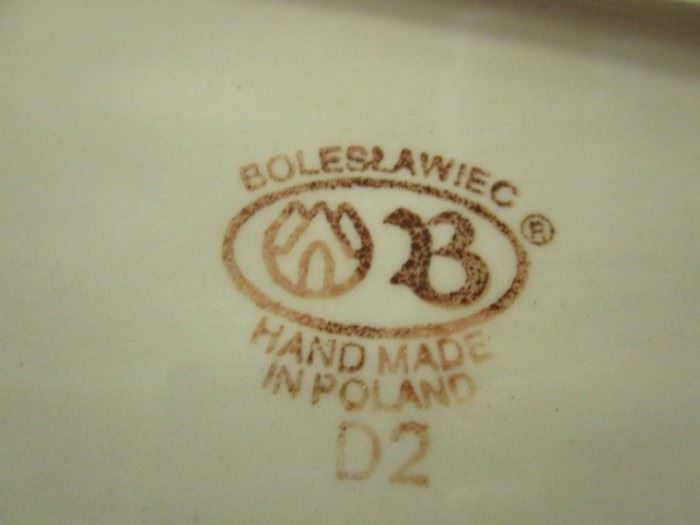 BOLESŁAWIEC
B ®
HAND MADE
IN POLAND
D2